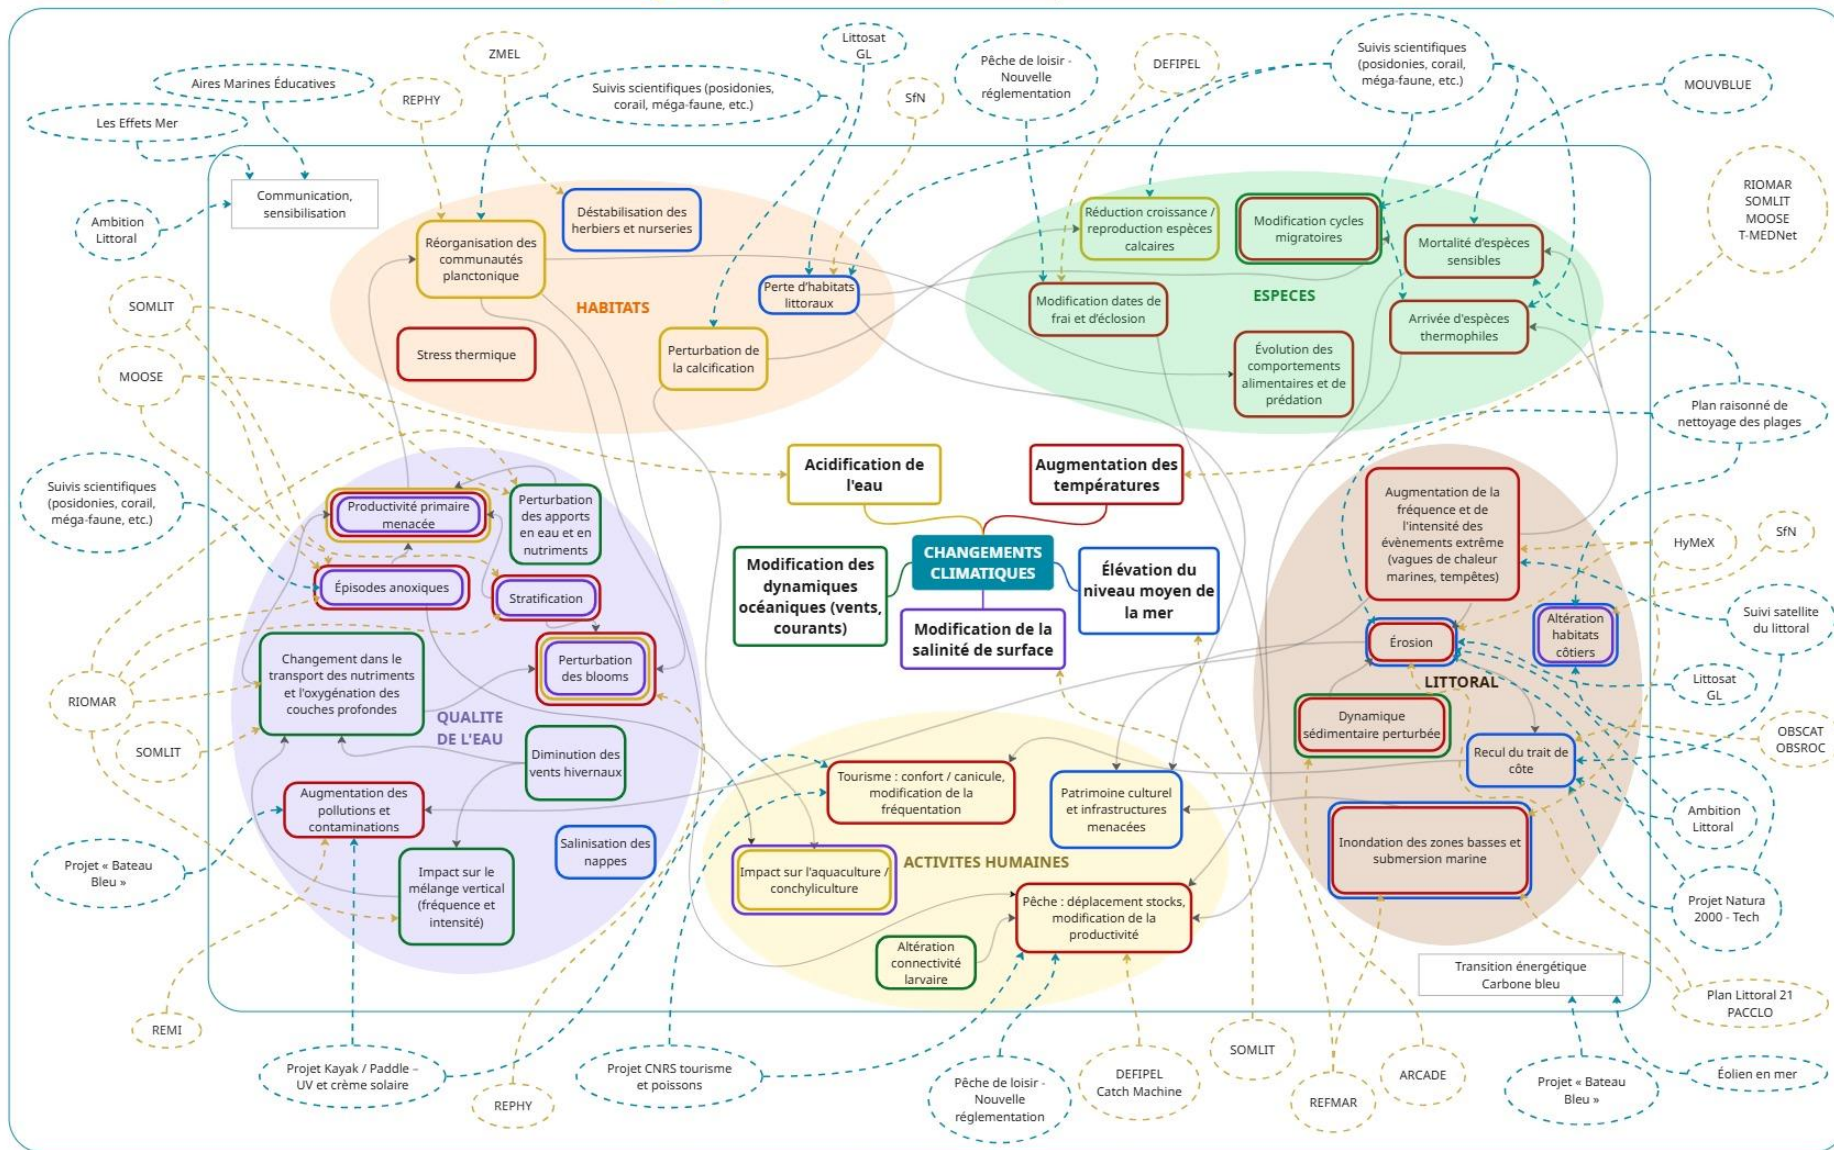 ZMEL
Littosat
GL
Pêche de loisir -
Nouvelle
réglementation
DEFIPEL
Suivis scientifiques
(posidonies, corail,
méga-faune, etc.)
Aires Marines Éducatives
REPHY
Suivis scientifiques (posidonies,
corail, méga-faune, etc.)
SfN
MOUVBLUE
Les Effets Mer
Communication,
sensibilisation
Ambition
Littoral
RIOMAR
SOMLIT
MOOSE
T-MEDNet
Déstabilisation des
herbiers et nurseries
Réorganisation des
communautés
planctonique
HABITATS
Perte d'habitats
littoraux
Stress thermique
Perturbation de
la calcification
Réduction croissance /
reproduction espèces
calcaires
Modification cycles
migratoires
Mortalité d'espèces
sensibles
Modification dates de
frai et d'éclosion
ESPECES
Arrivée d'espèces
thermophiles
Évolution des
comportements
alimentaires et de
prédation
SOMLIT
MOOSE
Suivis scientifiques
(posidonies, corail,
méga-faune, etc.)
Plan raisonné de
nettoyage des plages
Acidification de
l'eau
Augmentation des
températures
CHANGEMENTS
CLIMATIQUES
Modification des
dynamiques
océaniques (vents,
courants)
Élévation du
niveau moyen de
la mer
Modification de la
salinité de surface
Productivité primaire
menacée
Perturbation
des apports
en eau et en
nutriments
Épisodes anoxiques
Stratification
Changement dans le
transport des nutriments
et l'oxygénation des
couches profondes
Perturbation
des blooms
QUALITE
DE L'EAU
Diminution des
vents hivernaux
Augmentation des
pollutions et
contaminations
Salinisation des
nappes
Impact sur le
mélange vertical
(fréquence et
intensité)
Augmentation de la
fréquence et de
l'intensité des
évènements extrême
(vagues de chaleur
marines, tempêtes)
Érosion
Altération
habitats
côtiers
LITTORAL
Dynamique
sédimentaire perturbée
Recul du trait de
côte
Inondation des zones basses et
submersion marine
HyMeX
SfN
Suivi satellite
du littoral
Littosat
GL
OBSCAT
OBSROC
Ambition
Littoral
Projet Natura
2000 - Tech
RIOMAR
SOMLIT
Projet « Bateau
Bleu »
REMI
Tourisme : confort / canicule,
modification de la
fréquentation
Patrimoine culturel
et infrastructures
menacées
ACTIVITES HUMAINES
Impact sur l'aquaculture /
conchyliculture
Pêche : déplacement stocks,
modification de la
productivité
Altération
connectivité
larvaire
Transition énergétique
Carbone bleu
Plan Littoral 21
PACCLO
Projet Kayak / Paddle –
UV et crème solaire
REPHY
Projet CNRS tourisme
et poissons
Pêche de loisir -
Nouvelle
réglementation
DEFIPEL
Catch Machine
SOMLIT
REFMAR
ARCADE
Projet « Bateau
Bleu »
Éolien en mer